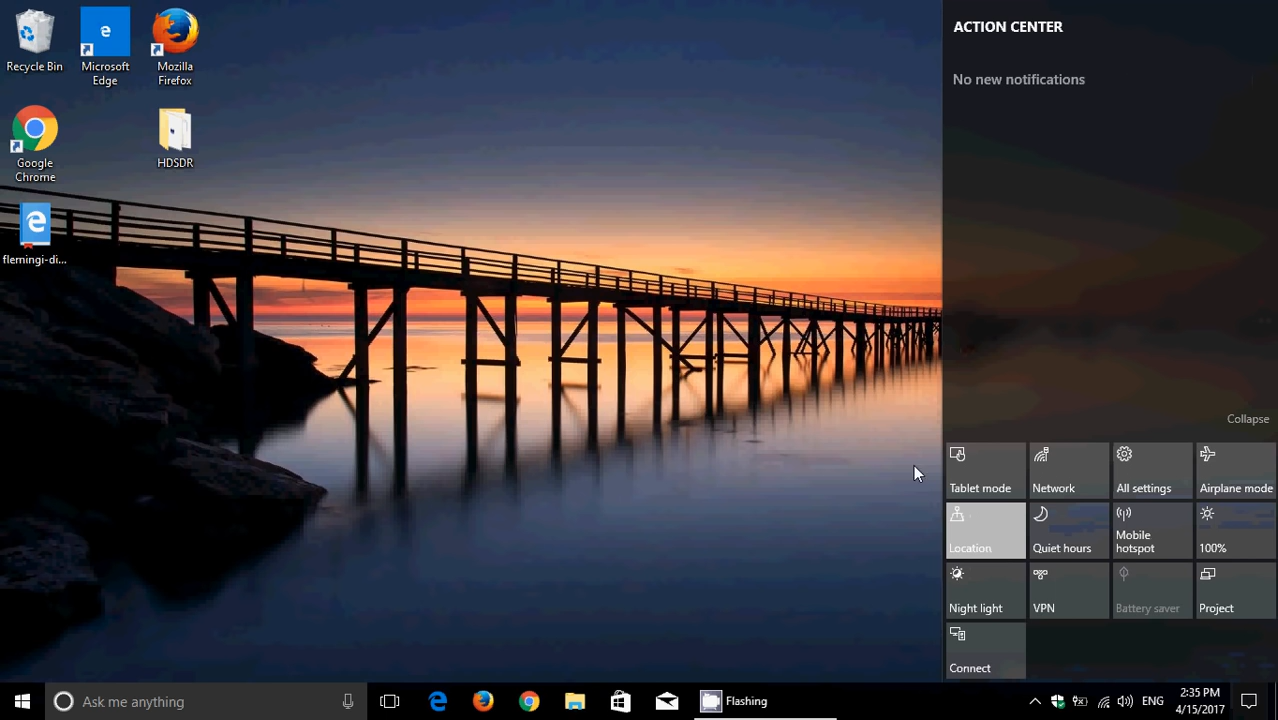 Recycle Bin
Microsoft
Edge
Mozilla
Firefox
Google
Chrome
HDSDR
flemingi-di...
ACTION CENTER
No new notifications
Collapse
Tablet mode
Network
All settings
Airplane mode
Location
Quiet hours
Mobile
hotspot
100%
Night light
VPN
Battery saver
Project
Connect
Ask me anything
Flashing
ENG
2:35 PM
4/15/2017